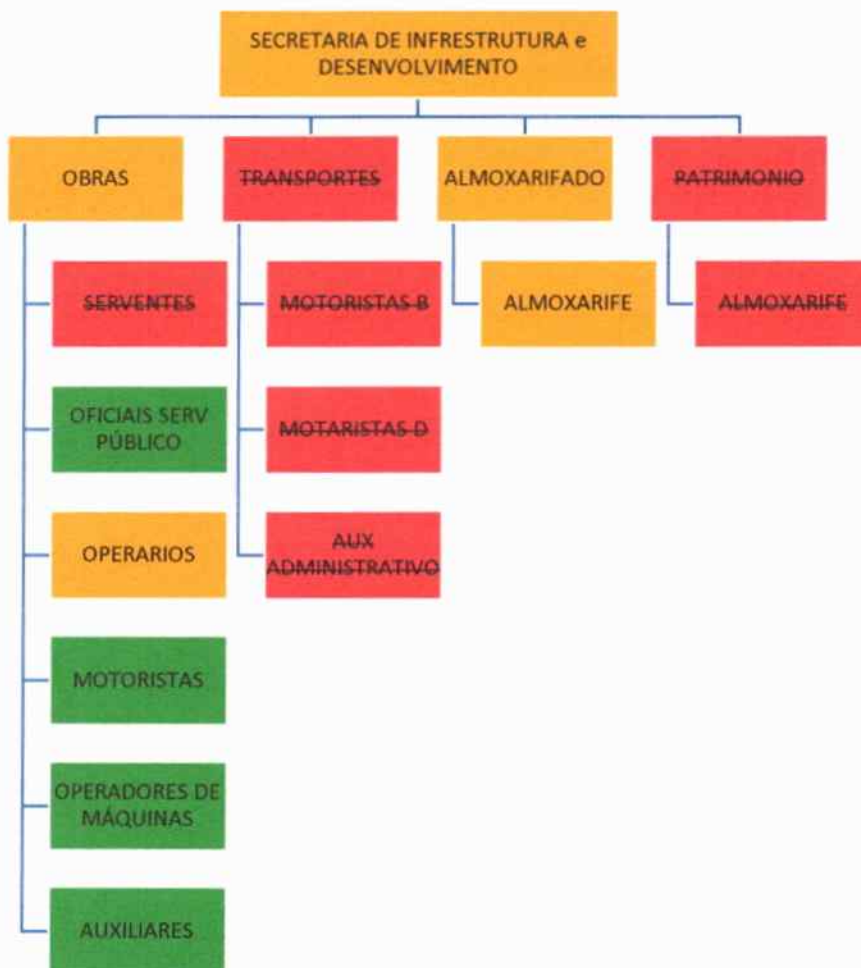 SECRETARIA DE INFRESTRUTURA e
DESENVOLVIMENTO
OBRAS
TRANSPORTES
ALMOXARIFADO
PATRIMONIO
SERVENTES
MOTORISTAS B
ALMOXARIFE
ALMOXARIFE
OFICIAIS SERV
PÚBLICO
MOTARISTAS D
OPERARIOS
AUX
ADMINISTRATIVO
MOTORISTAS
OPERADORES DE
MÁQUINAS
AUXILIARES